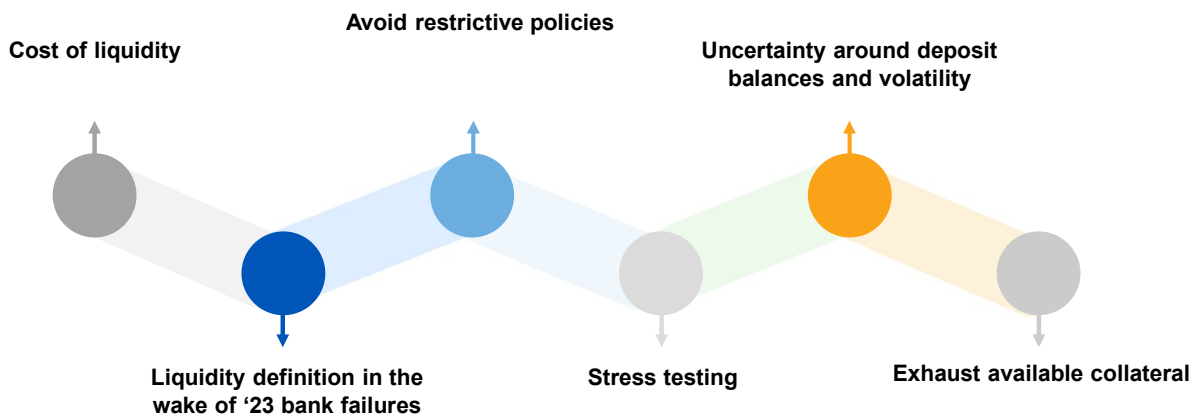 Cost of liquidity
Liquidity definition in the
wake of ‘23 bank failures
Avoid restrictive policies
Stress testing
Uncertainty around deposit
balances and volatility
Exhaust available collateral